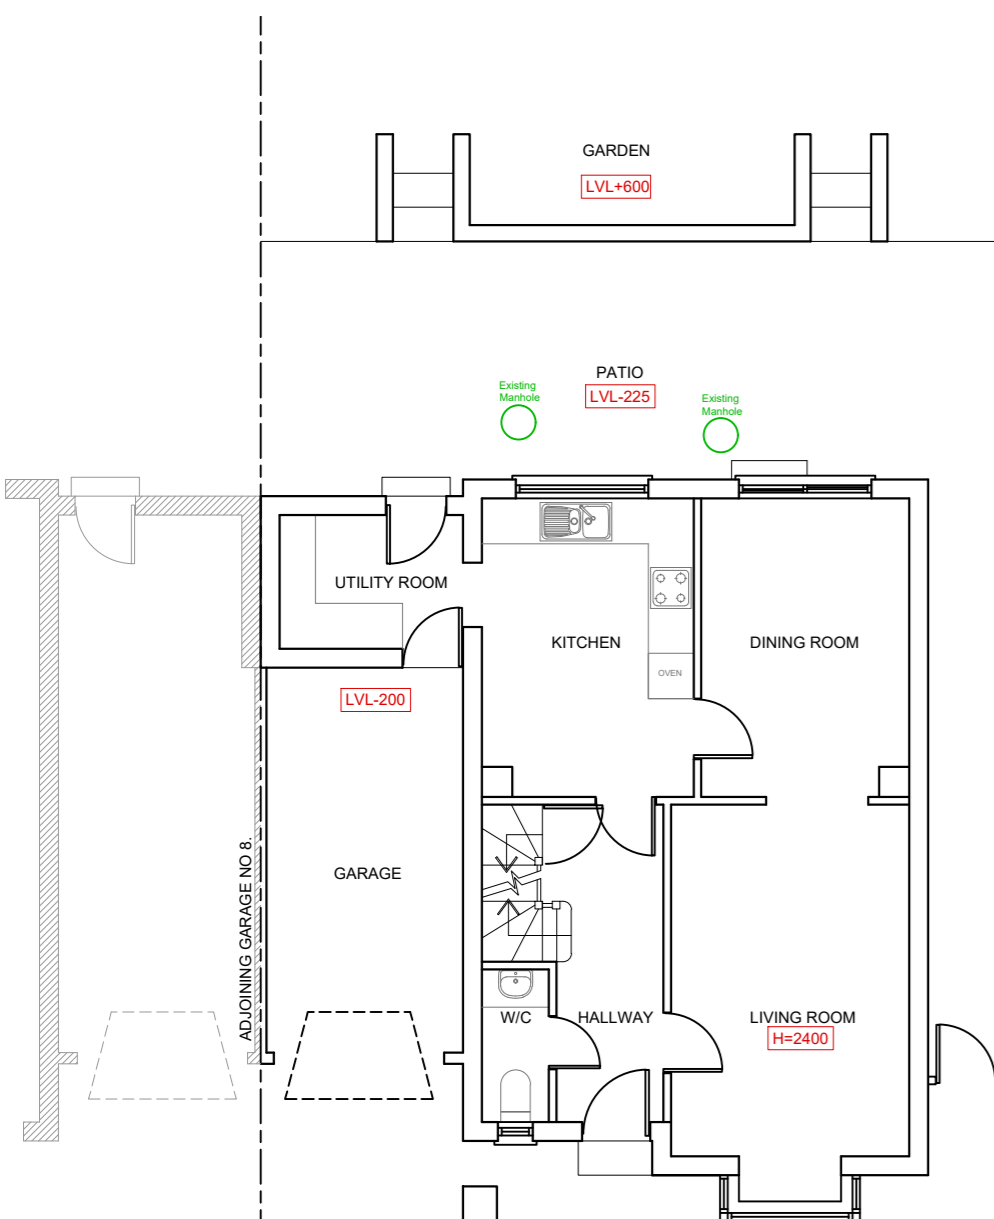 GARDEN
LVL+600
PATIO
LVL-225
Existing
Manhole
Existing
Manhole
UTILITY ROOM
KITCHEN
DINING ROOM
OVEN
LVL-200
GARAGE
ADJOINING GARAGE NO 8.
W/C
HALLWAY
LIVING ROOM
H=2400